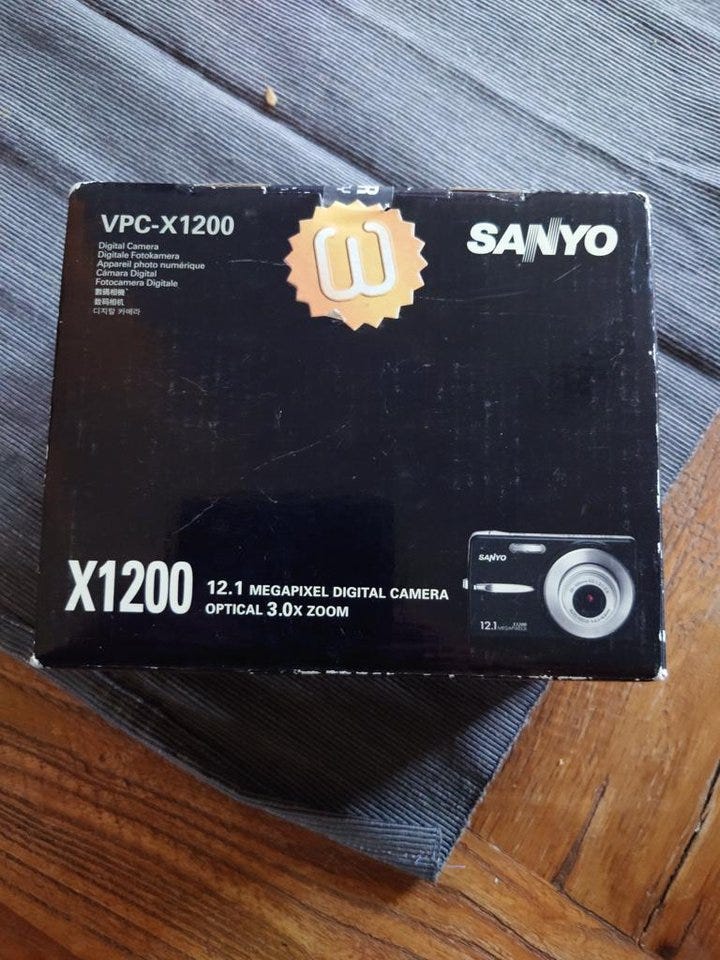 VPC-X1200
Digital Camera
Digitale Fotokamera
Appareil photo numérique
Cámara Digital
Fotocamera Digitale
數碼相機
数码相机
디지탈 카메라
SANYO
X1200
12.1 MEGAPIXEL DIGITAL CAMERA
OPTICAL 3.0X ZOOM
SANYO
12.1 MEGAPIXELS